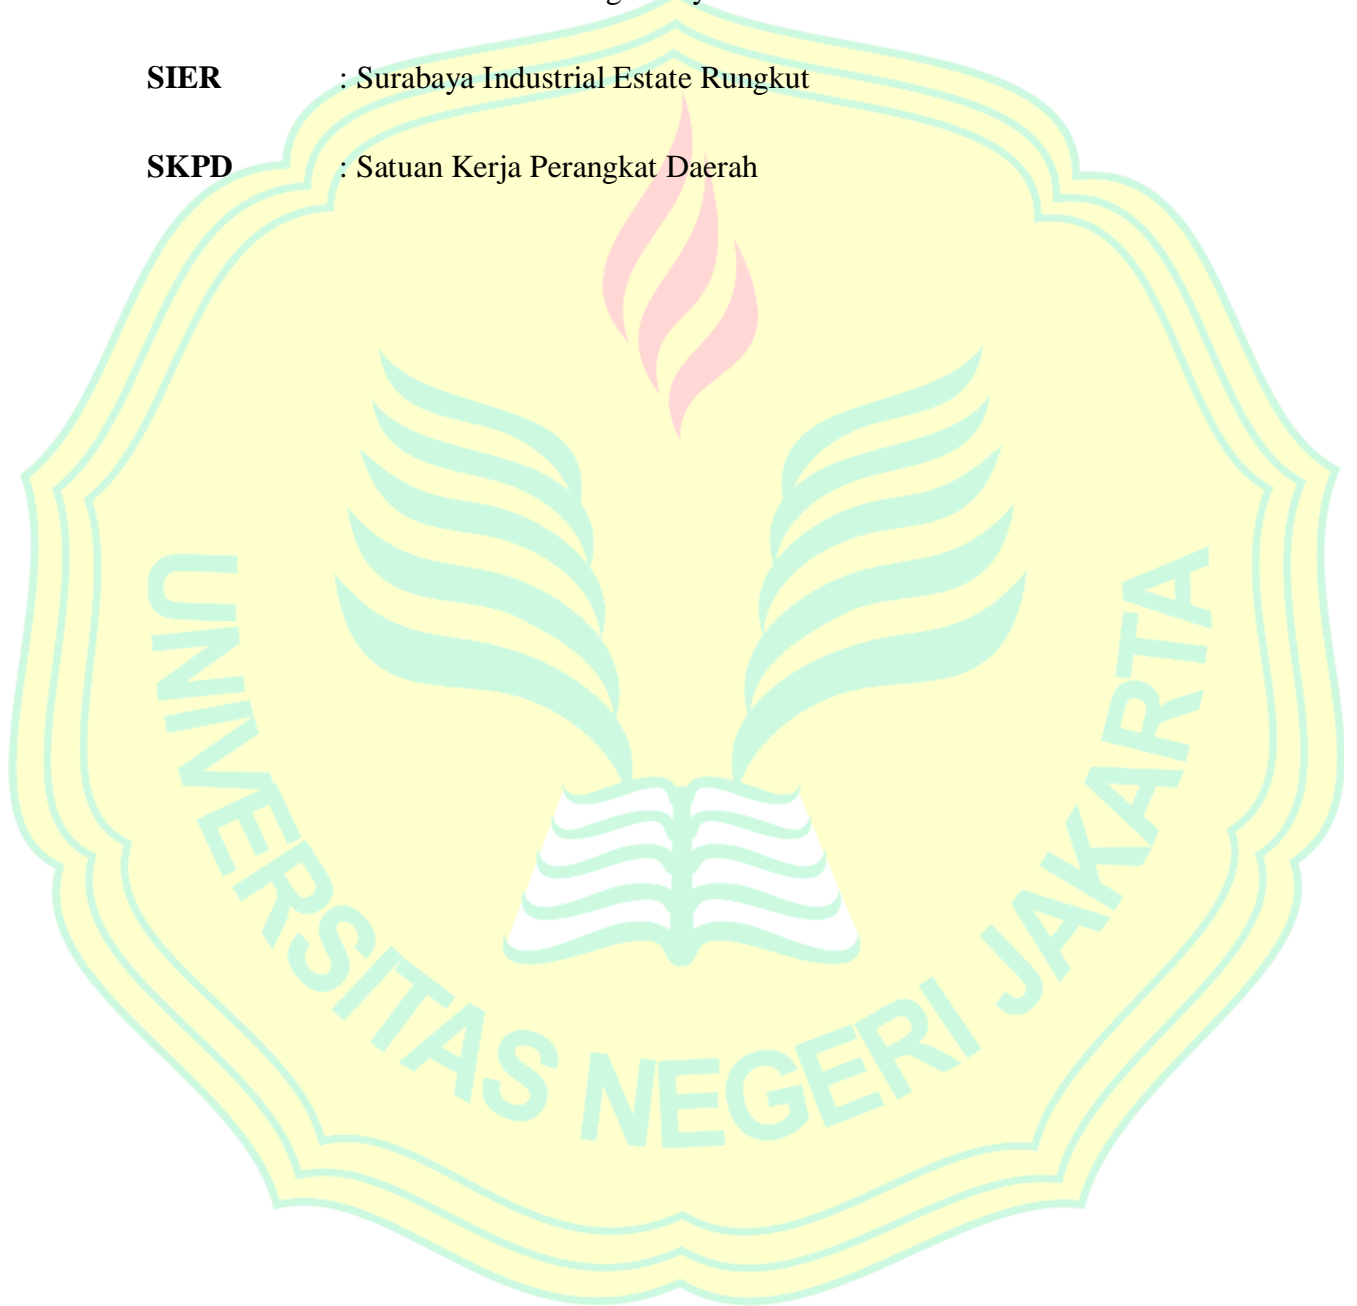 SIER : Surabaya Industrial Estate Rungkut
SKPD : Satuan Kerja Perangkat Daerah
UNIVERSITAS NEGERI JAKARTA